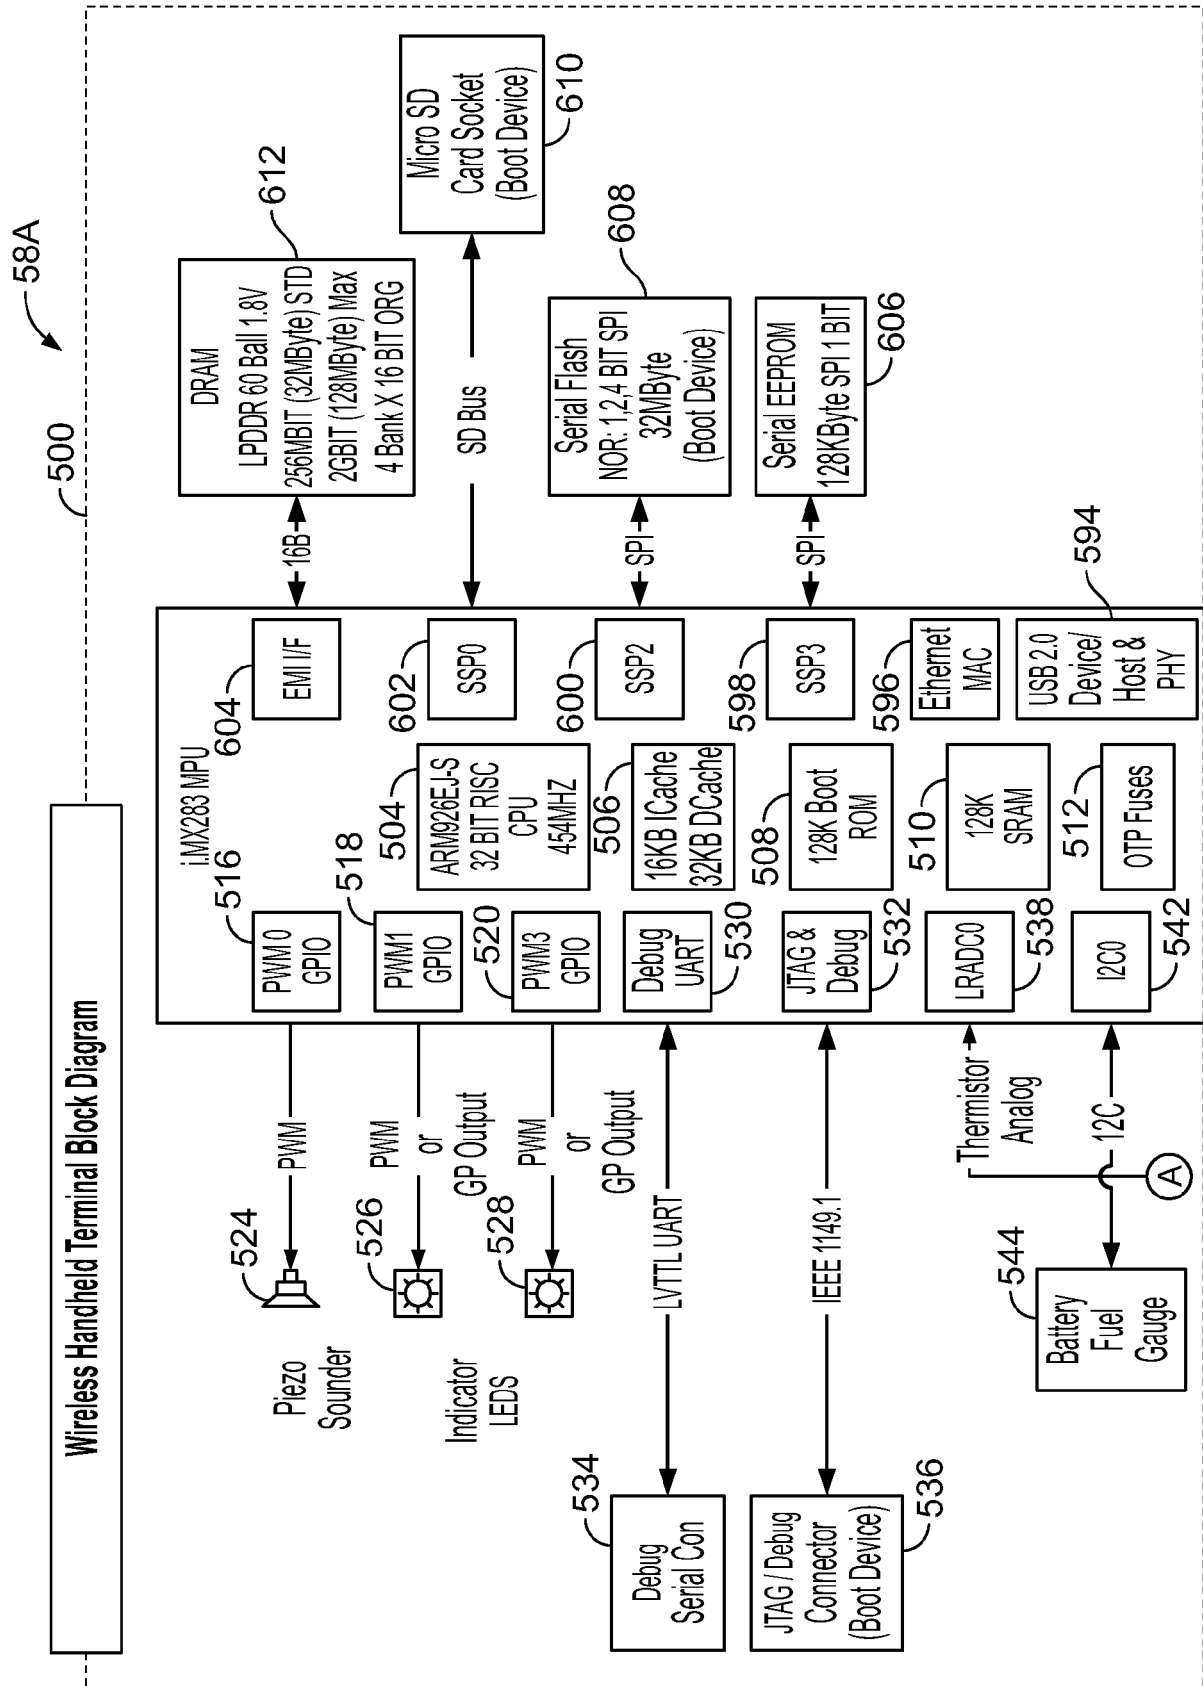 Wireless Handheld Terminal Block Diagram
58A
500
i.MX283 MPU
516
PWM 0
GPIO
PWM
524
Piezo
Sounder
518
PWM1
GPIO
PWM
or
GP Output
526
Indicator
LEDS
520
PWM3
GPIO
PWM
or
GP Output
528
Debug
UART
530
LVTTL UART
534
Debug
Serial Con
JTAG &
Debug
532
IEEE 1149.1
JTAG / Debug
Connector
(Boot Device)
536
LRADC0
538
Thermistor
Analog
A
I2C0
542
12C
544
Battery
Fuel
Gauge
504
ARM926EJ-S
32 BIT RISC
CPU
454MHZ
506
16KB ICache
32KB DCache
508
128K Boot
ROM
510
128K
SRAM
512
OTP Fuses
604
EMI I/F
16B
DRAM
LPDDR 60 Ball 1.8V
256MBIT (32MByte) STD
2GBIT (128MByte) Max
4 Bank X 16 BIT ORG
612
602
SSP0
SD Bus
Micro SD
Card Socket
(Boot Device)
610
600
SSP2
SPI
Serial Flash
NOR: 1,2,4 BIT SPI
32MByte
(Boot Device)
608
598
SSP3
SPI
Serial EEPROM
128KByte SPI 1 BIT
606
596
Ethernet
MAC
USB 2.0
Device/
Host &
PHY
594